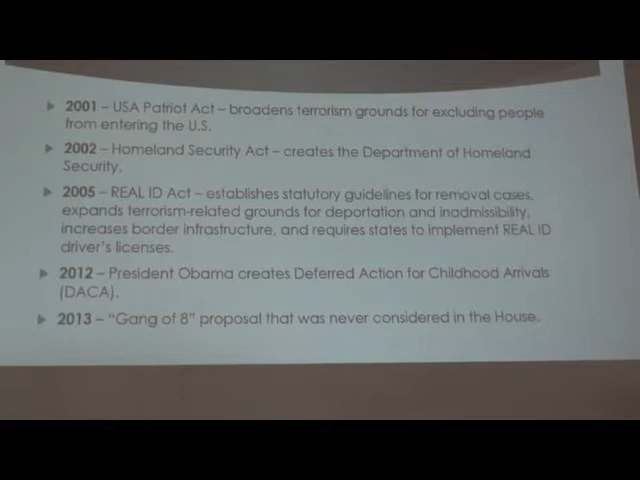 2001 – USA Patriot Act – broadens terrorism grounds for excluding people
from entering the U.S.
2002 – Homeland Security Act – creates the Department of Homeland
Security.
2005 – REAL ID Act – establishes statutory guidelines for removal cases,
expands terrorism-related grounds for deportation and inadmissibility,
increases border infrastructure, and requires states to implement REAL ID
driver's licenses.
2012 – President Obama creates Deferred Action for Childhood Arrivals
(DACA).
2013 – "Gang of 8" proposal that was never considered in the House.